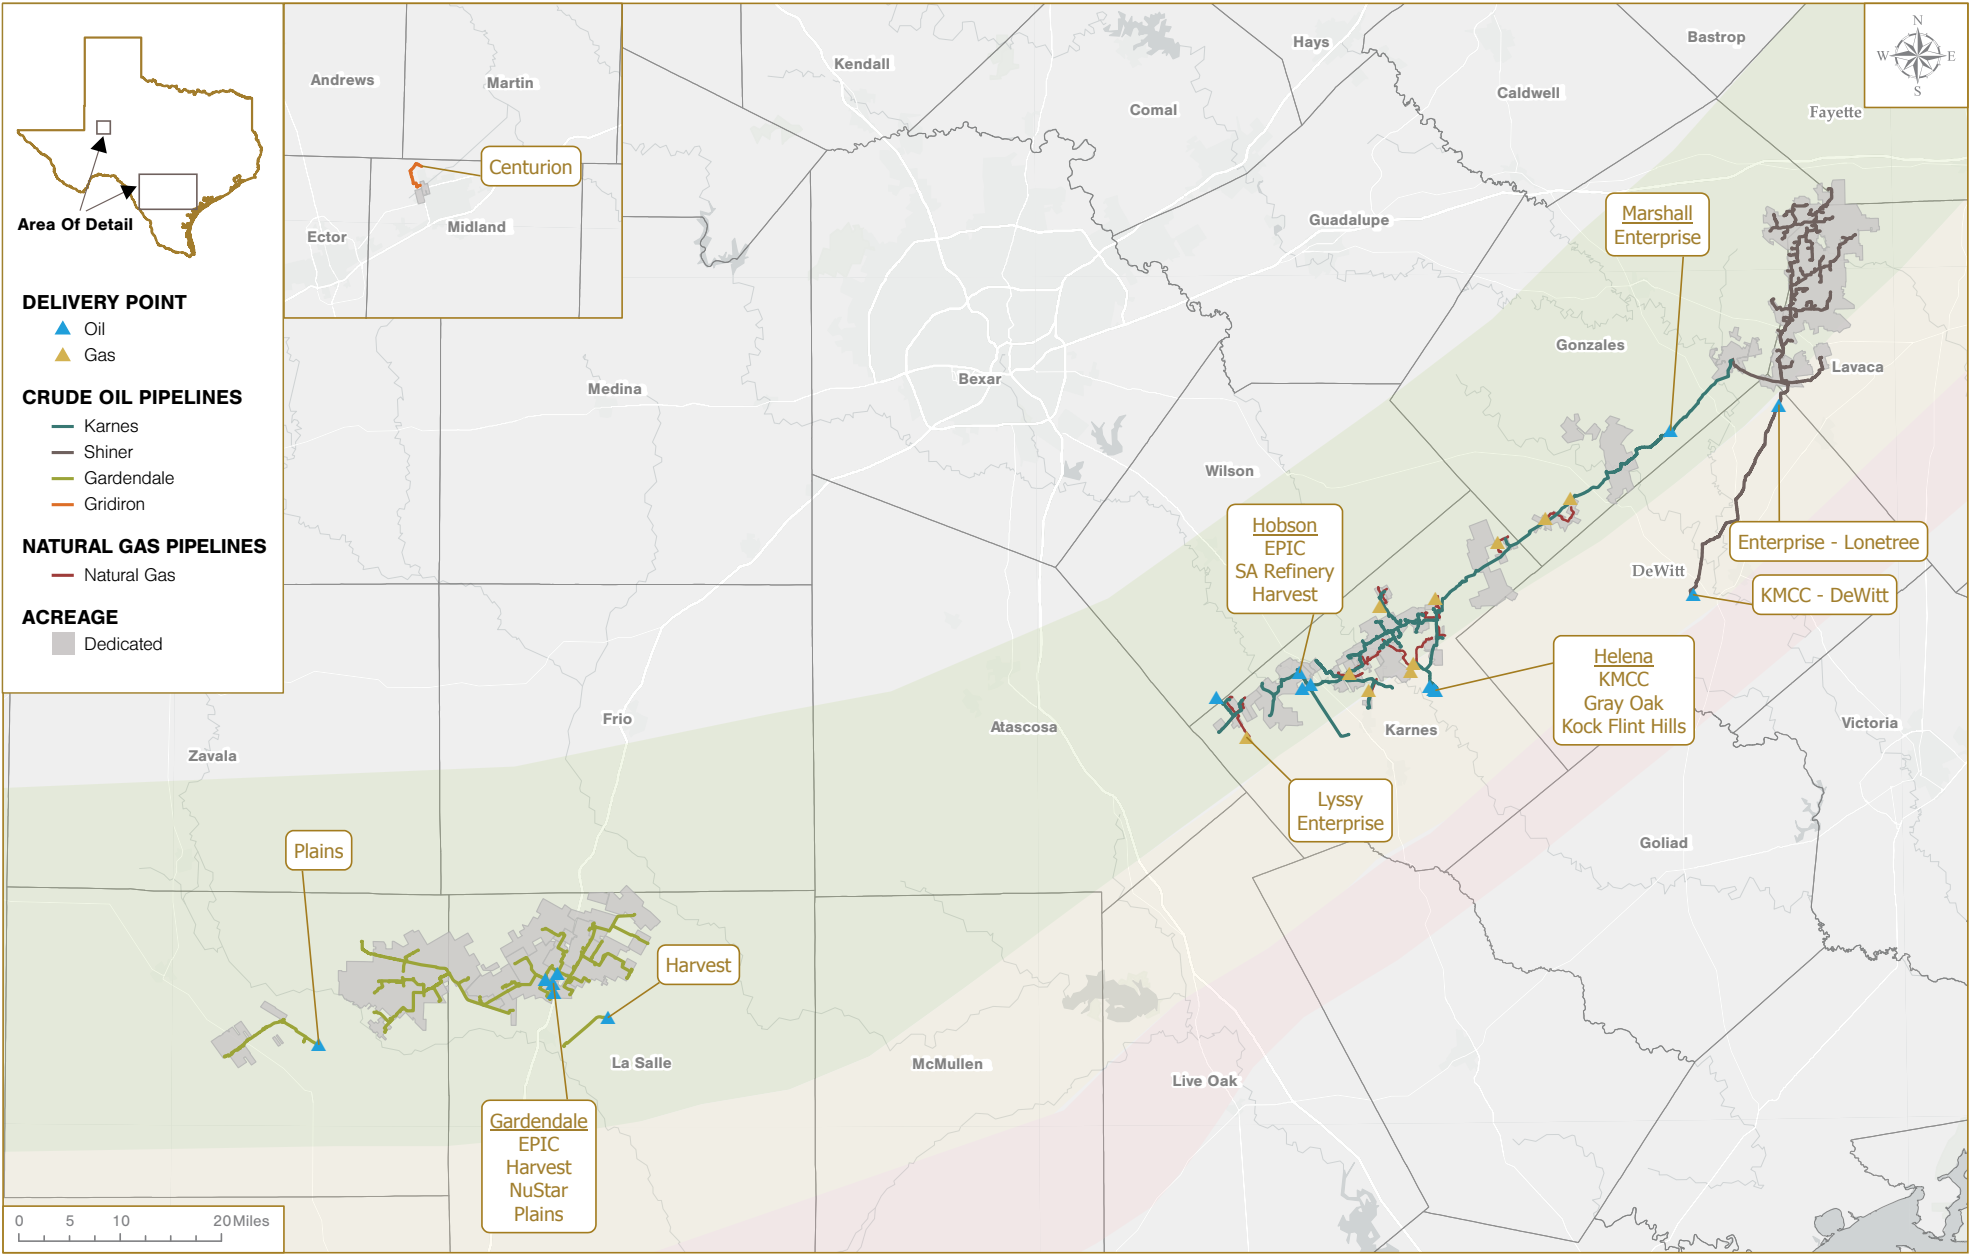 Area Of Detail
DELIVERY POINT
Oil
Gas
CRUDE OIL PIPELINES
Karnes
Shiner
Gardendale
Gridiron
NATURAL GAS PIPELINES
Natural Gas
ACREAGE
Dedicated
Andrews
Martin
Centurion
Ector
Midland
Kendall
Hays
Bastrop
Comal
Caldwell
Fayette
N
W
E
S
Guadalupe
Marshall
Enterprise
Gonzales
Lavaca
Medina
Bexar
Wilson
Hobson
EPIC
SA Refinery
Harvest
Enterprise - Lonetree
DeWitt
KMCC - DeWitt
Helena
KMCC
Gray Oak
Kock Flint Hills
Zavala
Frio
Atascosa
Karnes
Victoria
Lyssy
Enterprise
Goliad
Plains
Harvest
La Salle
McMullen
Live Oak
Gardendale
EPIC
Harvest
NuStar
Plains
0 5 10 20 Miles